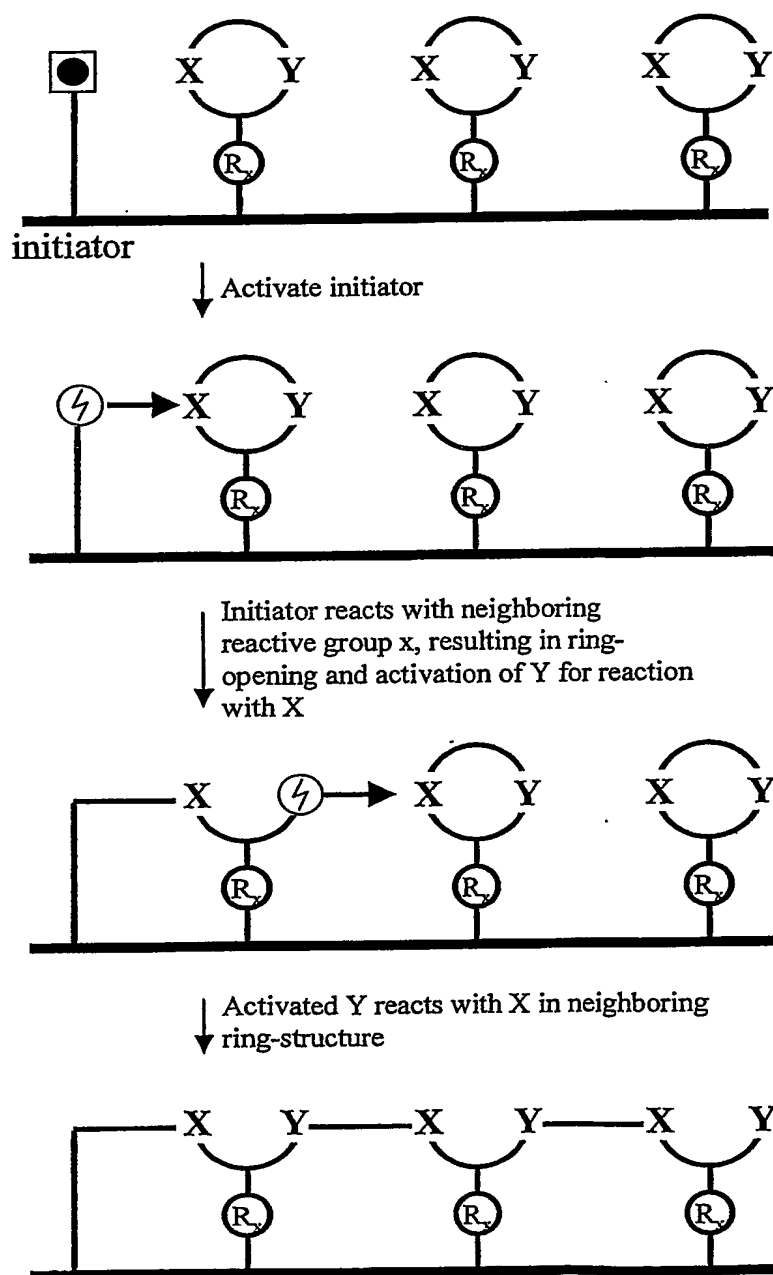 X Y X Y X Y
Rx Rx Rx
initiator
Activate initiator
X Y X Y X Y
Rx Rx Rx
Initiator reacts with neighboring
reactive group x, resulting in ring-
opening and activation of Y for reaction
with X
X X Y X Y
Rx Rx Rx
Activated Y reacts with X in neighboring
ring-structure
X Y X Y X Y
Rx Rx Rx